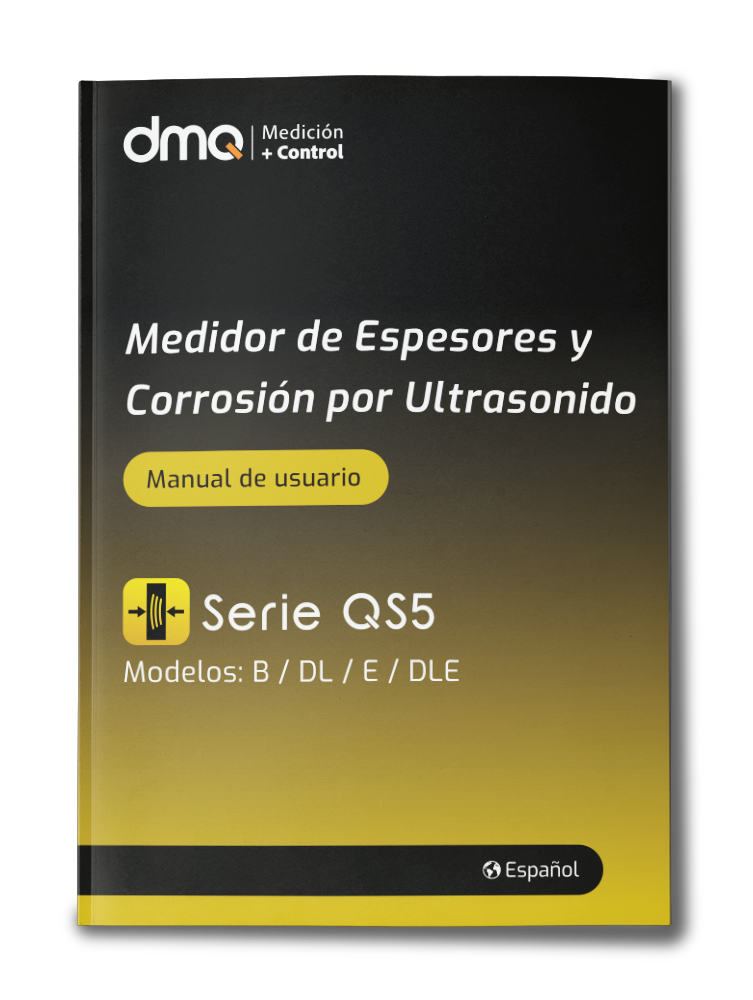 dmq Medición
+ Control
Medidor de Espesores y
Corrosión por Ultrasonido
Manual de usuario
Serie QS5
Modelos: B / DL / E / DLE
Español